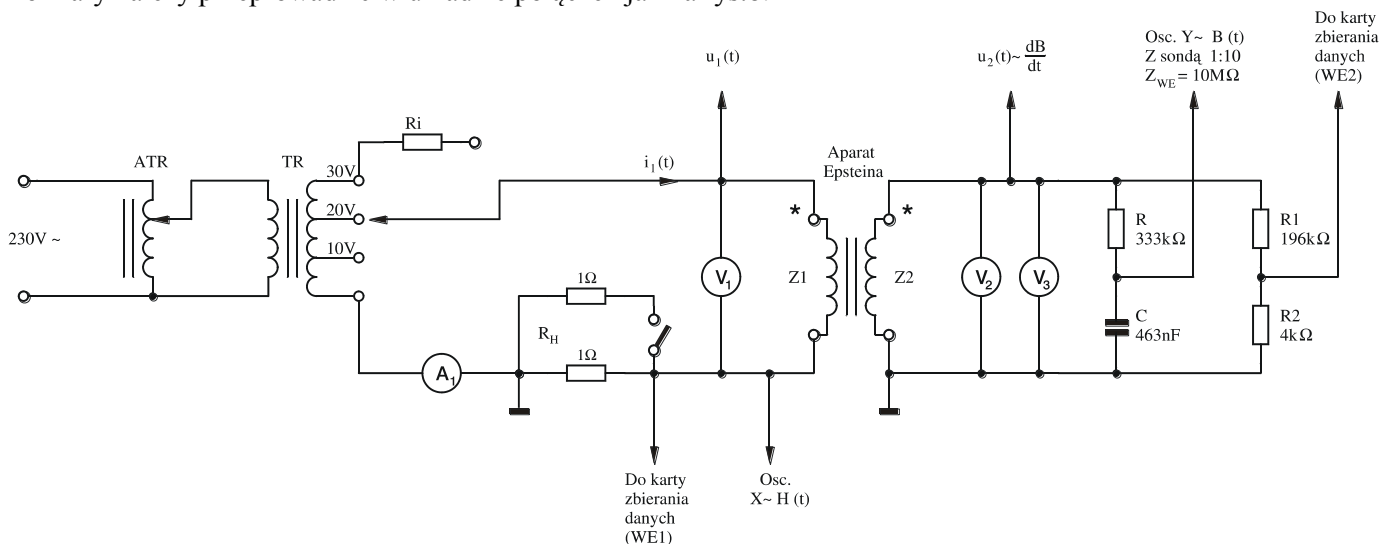 Do karty
zbierania
danych
(WE2)
Osc. Y~ B (t)
Z sondą 1:10
Z_WE = 10MΩ
u₁(t)
u₂(t)~ dB/dt
Ri
ATR
TR
30V
i₁(t)
Aparat
Epsteina
20V
*
*
R
333kΩ
R1
196kΩ
230V ~
10V
1Ω
V₁
Z1
Z2
V₂
V₃
R_H
C
463nF
R2
4kΩ
1Ω
A₁
Do karty
zbierania
danych
(WE1)
Osc.
X~ H (t)